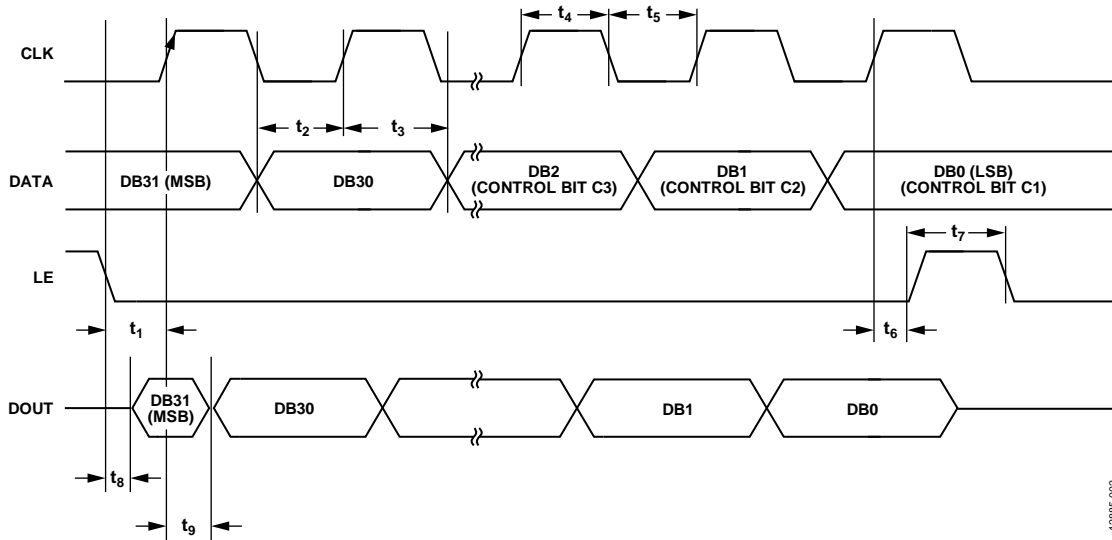 t4
t5
CLK
t2
t3
DATA
DB31 (MSB)
DB30
DB2
(CONTROL BIT C3)
DB1
(CONTROL BIT C2)
DB0 (LSB)
(CONTROL BIT C1)
t7
LE
t1
t6
DOUT
DB31
(MSB)
DB30
DB1
DB0
t8
t9